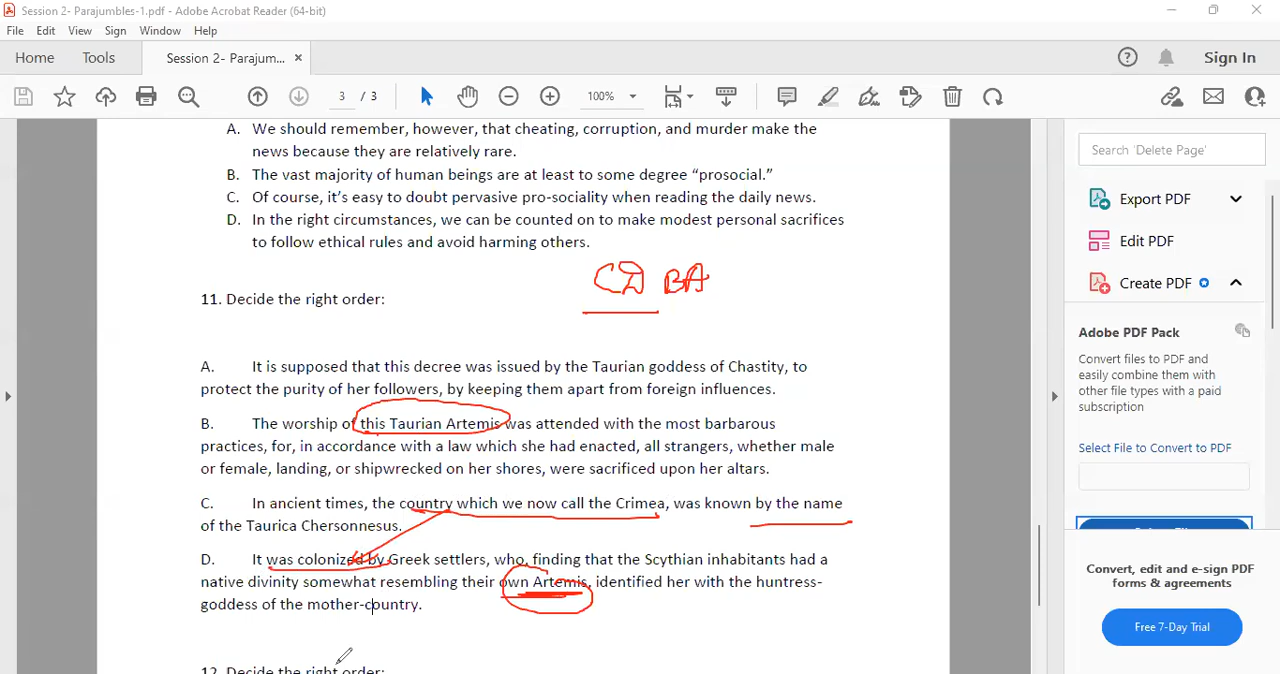 Session 2- Parajumbles-1.pdf - Adobe Acrobat Reader (64-bit)
File Edit View Sign Window Help
Home Tools Session 2- Parajum... × Sign In
3 / 3 100%
A. We should remember, however, that cheating, corruption, and murder make the
news because they are relatively rare.
B. The vast majority of human beings are at least to some degree “prosocial.”
C. Of course, it’s easy to doubt pervasive pro-sociality when reading the daily news.
D. In the right circumstances, we can be counted on to make modest personal sacrifices
to follow ethical rules and avoid harming others.
CD BA
11. Decide the right order:
A. It is supposed that this decree was issued by the Taurian goddess of Chastity, to
protect the purity of her followers, by keeping them apart from foreign influences.
B. The worship of this Taurian Artemis was attended with the most barbarous
practices, for, in accordance with a law which she had enacted, all strangers, whether male
or female, landing, or shipwrecked on her shores, were sacrificed upon her altars.
C. In ancient times, the country which we now call the Crimea, was known by the name
of the Taurica Chersonnesus.
D. It was colonized by Greek settlers, who, finding that the Scythian inhabitants had a
native divinity somewhat resembling their own Artemis, identified her with the huntress-
goddess of the mother-country.
12. Decide the right order:
Search 'Delete Page'
Export PDF
Edit PDF
Create PDF
Adobe PDF Pack
Convert files to PDF and
easily combine them with
other file types with a paid
subscription
Select File to Convert to PDF
Convert, edit and e-sign PDF
forms & agreements
Free 7-Day Trial